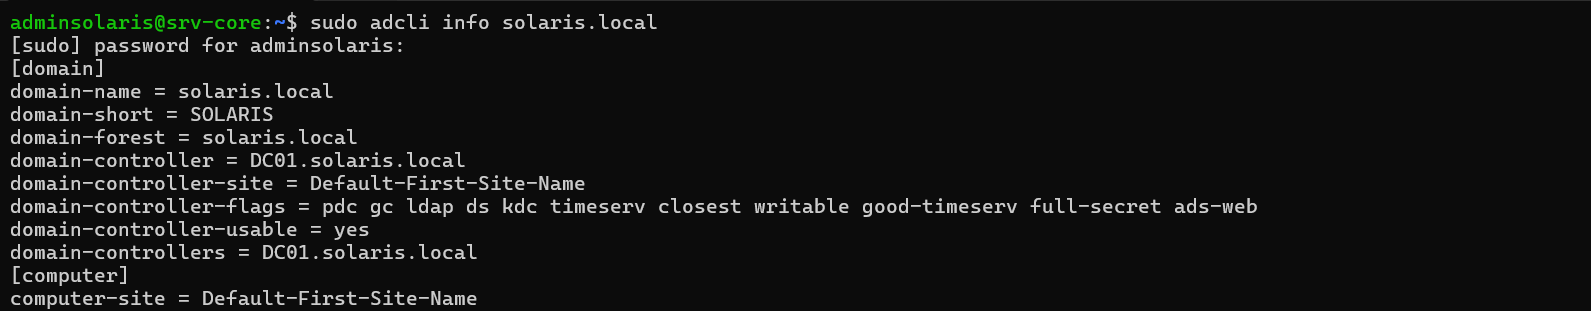 adminsolaris@srv-core:~$ sudo adcli info solaris.local
[sudo] password for adminsolaris:
[domain]
domain-name = solaris.local
domain-short = SOLARIS
domain-forest = solaris.local
domain-controller = DC01.solaris.local
domain-controller-site = Default-First-Site-Name
domain-controller-flags = pdc gc ldap ds kdc timeserv closest writable good-timeserv full-secret ads-web
domain-controller-usable = yes
domain-controllers = DC01.solaris.local
[computer]
computer-site = Default-First-Site-Name